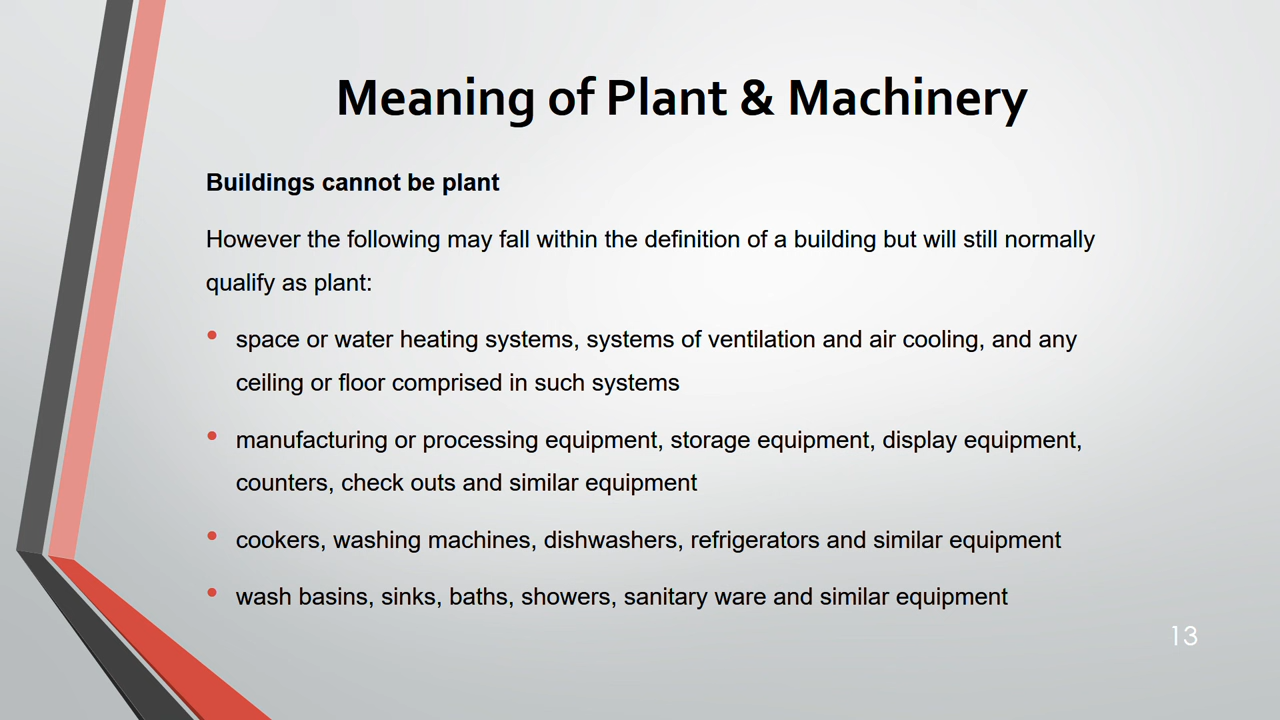 Meaning of Plant & Machinery
Buildings cannot be plant
However the following may fall within the definition of a building but will still normally
qualify as plant:
• space or water heating systems, systems of ventilation and air cooling, and any
ceiling or floor comprised in such systems
• manufacturing or processing equipment, storage equipment, display equipment,
counters, check outs and similar equipment
• cookers, washing machines, dishwashers, refrigerators and similar equipment
• wash basins, sinks, baths, showers, sanitary ware and similar equipment
13